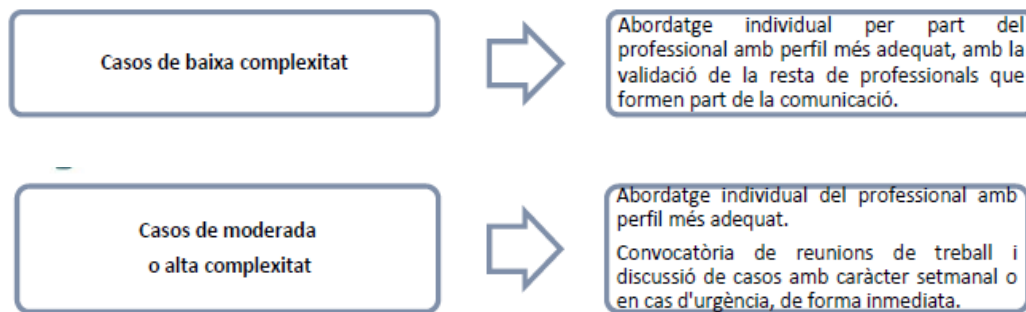 Casos de baixa complexitat
Abordatge individual per part del
professional amb perfil més adequat, amb la
validació de la resta de professionals que
formen part de la comunicació.
Casos de moderada
o alta complexitat
Abordatge individual del professional amb
perfil més adequat.
Convocatòria de reunions de treball i
discussió de casos amb caràcter setmanal o
en cas d'urgència, de forma inmediata.